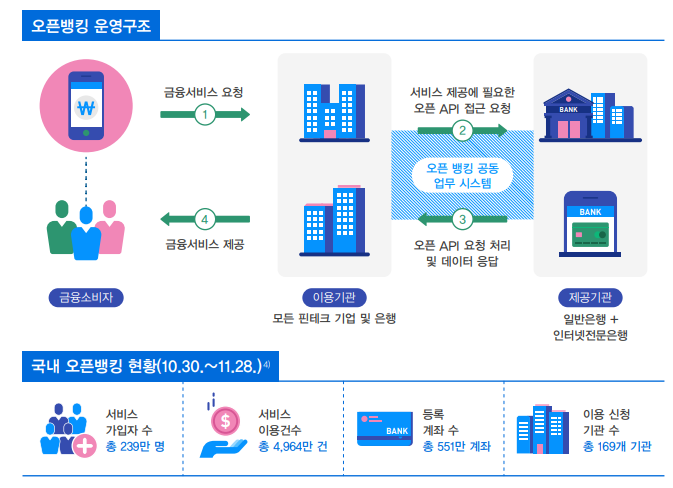 오픈뱅킹 운영구조
금융서비스 요청
1
서비스 제공에 필요한
오픈 API 접근 요청
2
BANK
오픈 뱅킹 공동
업무 시스템
BANK
4
금융서비스 제공
3
오픈 API 요청 처리
및 데이터 응답
금융소비자
이용기관
모든 핀테크 기업 및 은행
제공기관
일반은행 +
인터넷전문은행
국내 오픈뱅킹 현황(10.30.~11.28.)4)
서비스
가입자 수
총 239만 명
서비스
이용건수
총 4,964만 건
BANK
등록
계좌 수
총 551만 계좌
이용 신청
기관 수
총 169개 기관